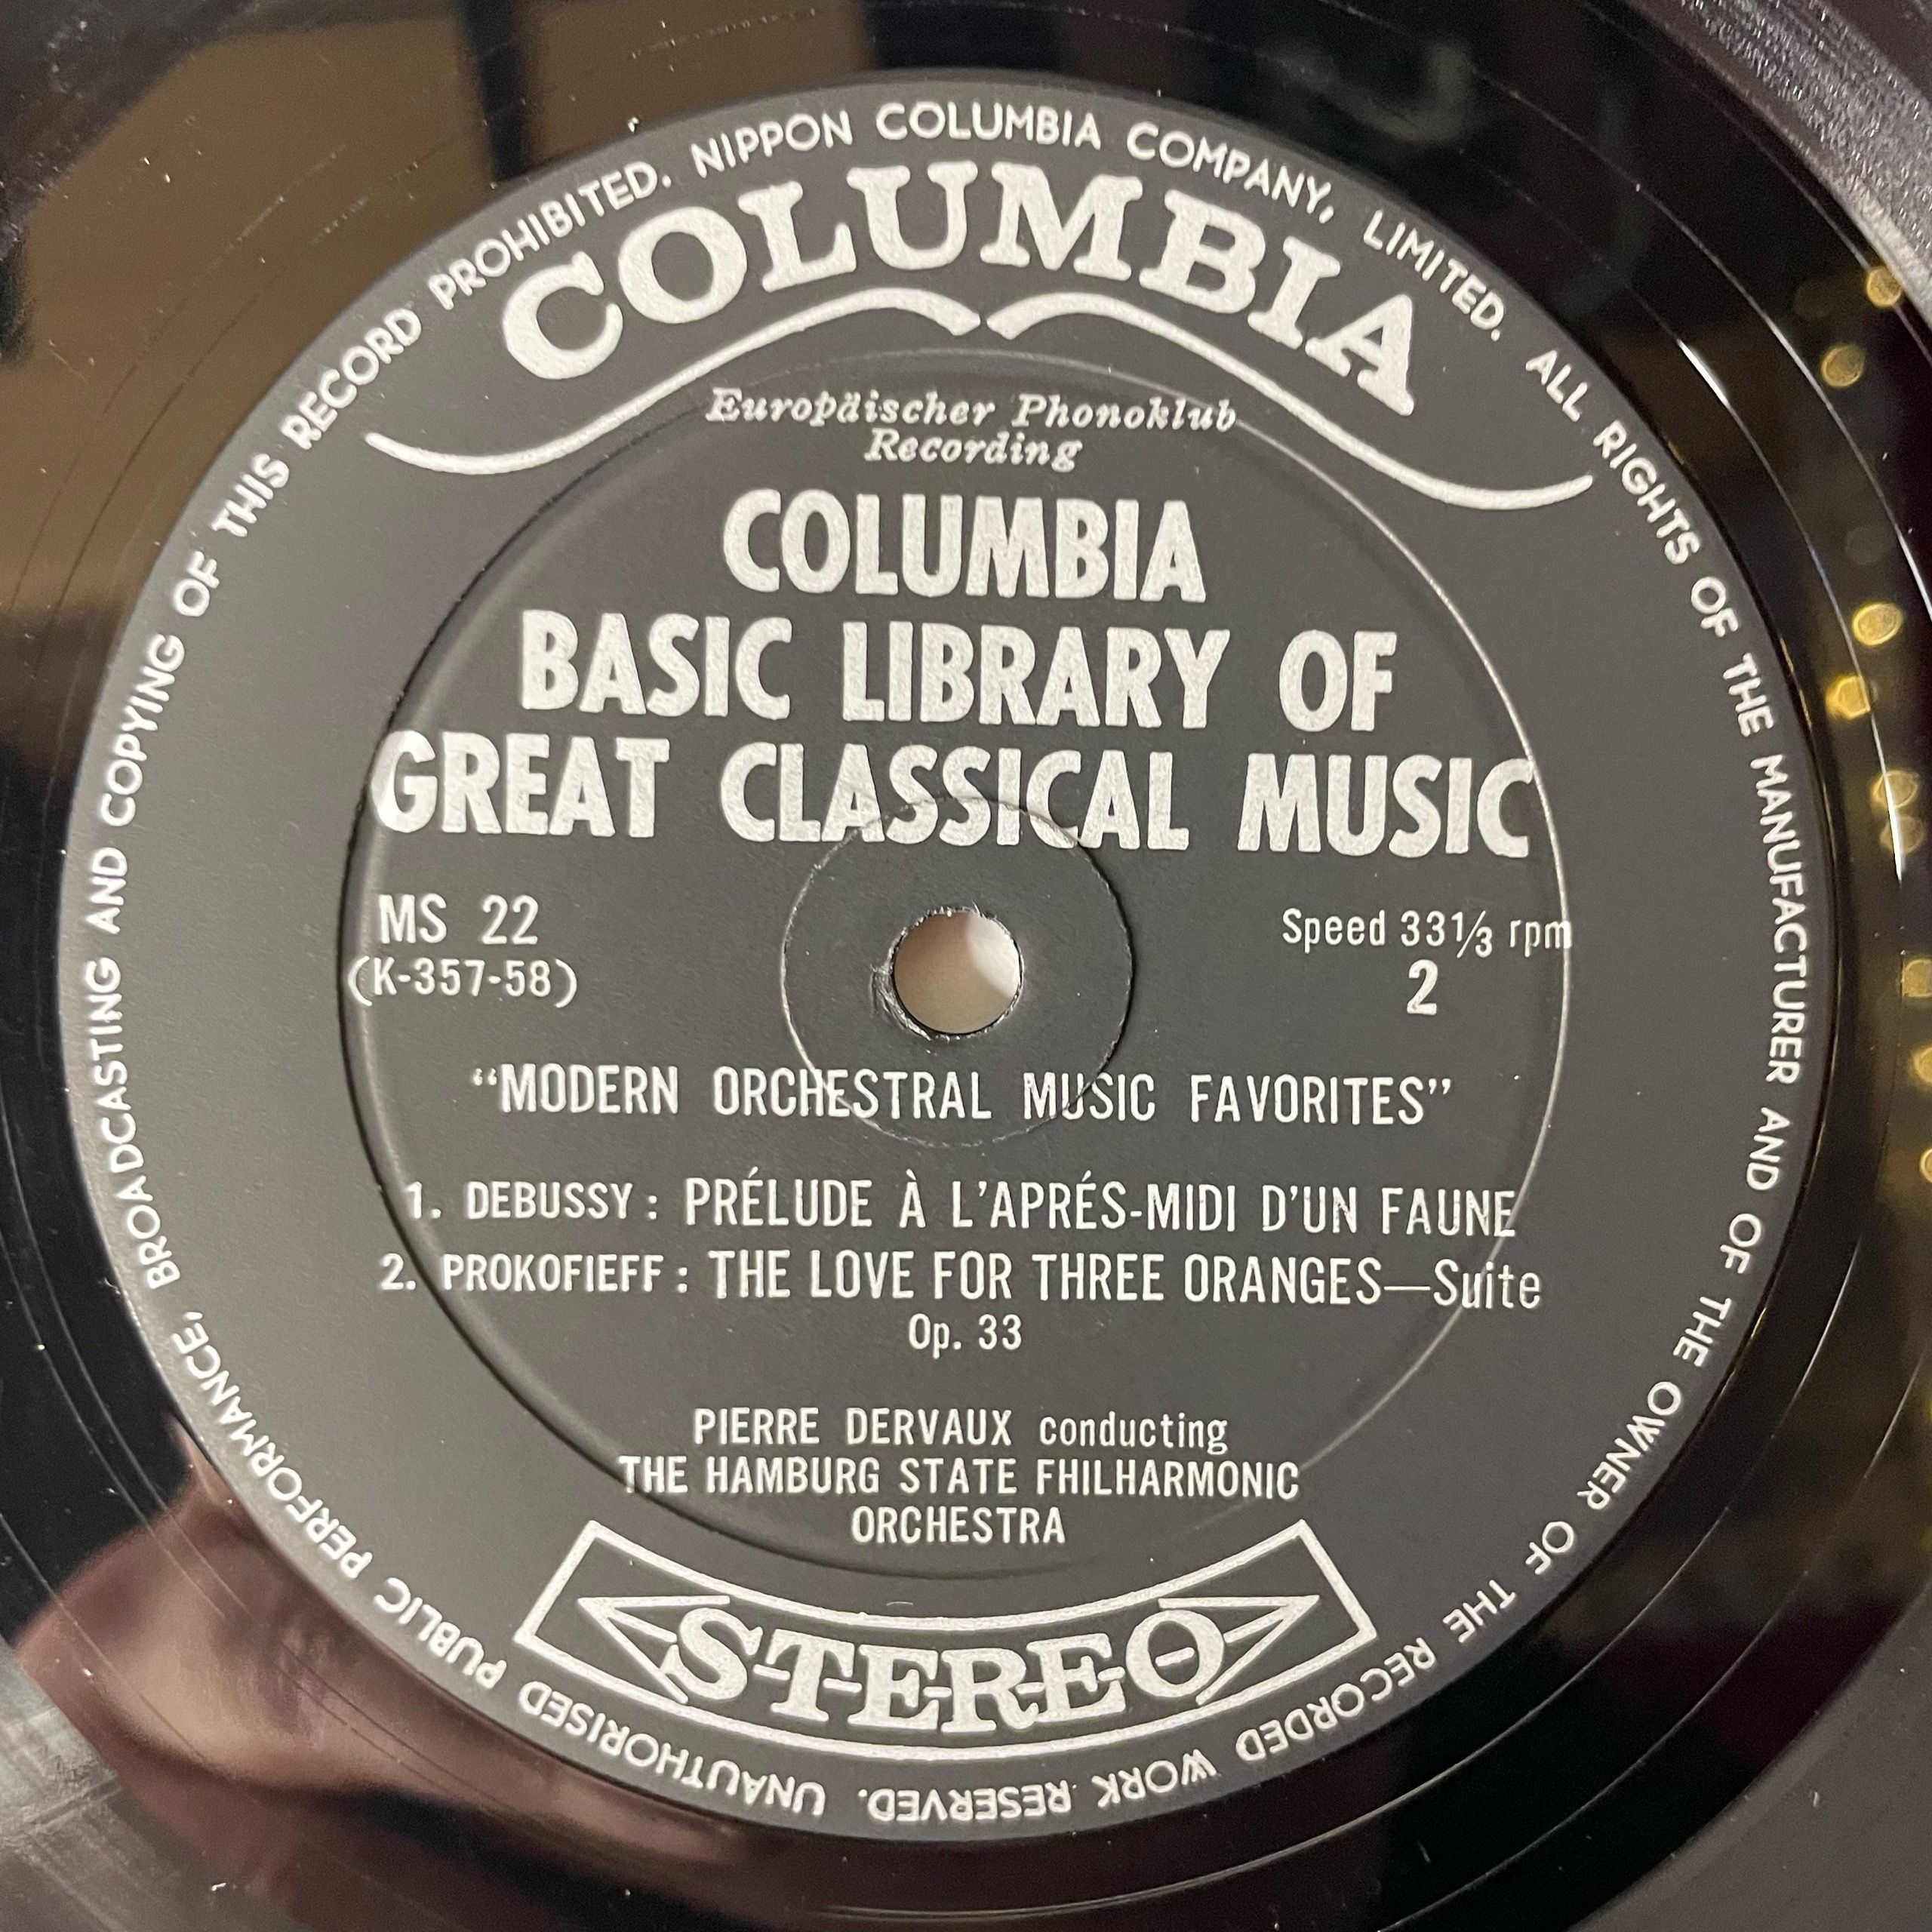 COLUMBIA
Europäischer Phonoklub
Recording
COLUMBIA
BASIC LIBRARY OF
GREAT CLASSICAL MUSIC
MS 22
(K-357-58)
Speed 33 1/3 rpm
2
“MODERN ORCHESTRAL MUSIC FAVORITES”
1. DEBUSSY : PRÉLUDE À L’APRÉS-MIDI D’UN FAUNE
2. PROKOFIEFF : THE LOVE FOR THREE ORANGES—Suite
Op. 33
PIERRE DERVAUX conducting
THE HAMBURG STATE FHILHARMONIC
ORCHESTRA
STEREO
NIPPON COLUMBIA COMPANY, LIMITED. ALL RIGHTS OF THE MANUFACTURER AND OF THE OWNER OF THE RECORDED WORK RESERVED. UNAUTHORISED PUBLIC PERFORMANCE, BROADCASTING AND COPYING OF THIS RECORD PROHIBITED.